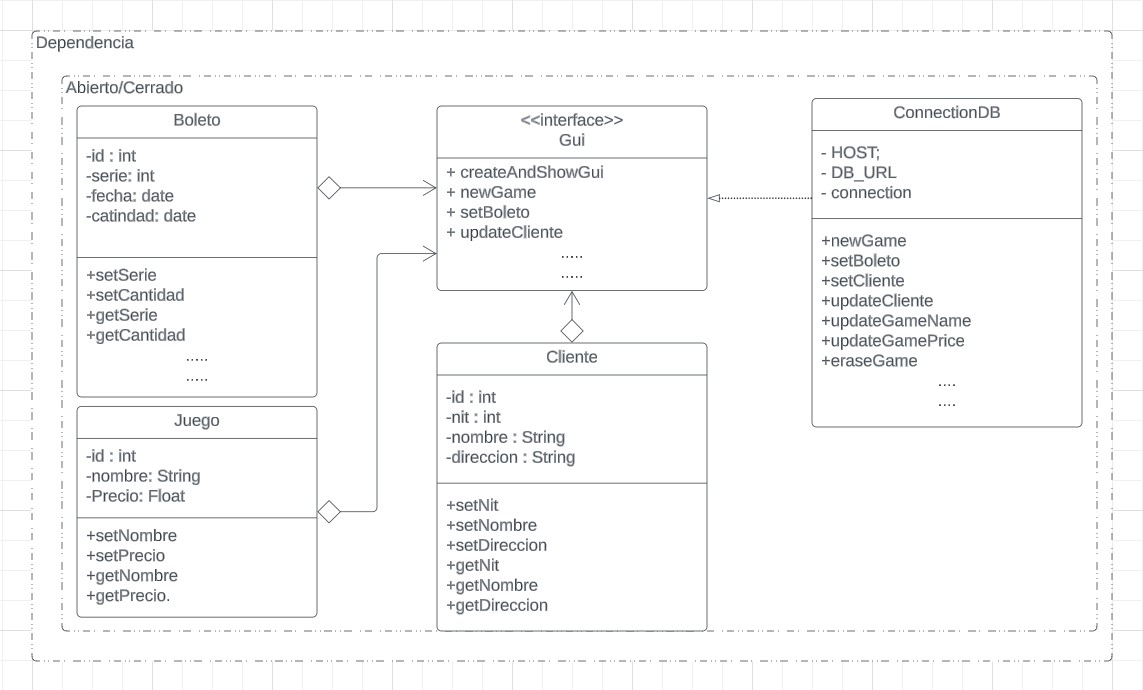 Dependencia
Abierto/Cerrado
Boleto
-id : int
-serie: int
-fecha: date
-catindad: date
+setSerie
+setCantidad
+getSerie
+getCantidad
.....
.....
Juego
-id : int
-nombre: String
-Precio: Float
+setNombre
+setPrecio
+getNombre
+getPrecio.
<<interface>>
Gui
+ createAndShowGui
+ newGame
+ setBoleto
+ updateCliente
.....
.....
Cliente
-id : int
-nit : int
-nombre : String
-direccion : String
+setNit
+setNombre
+setDireccion
+getNit
+getNombre
+getDireccion
ConnectionDB
- HOST;
- DB_URL
- connection
+newGame
+setBoleto
+setCliente
+updateCliente
+updateGameName
+updateGamePrice
+eraseGame
....
....